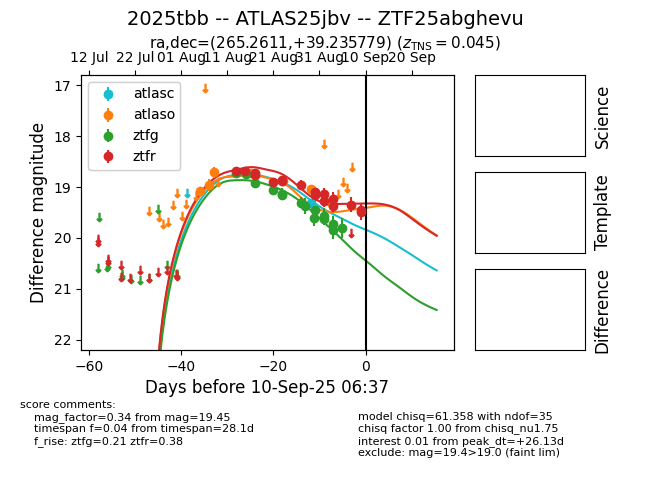 2025tbb -- ATLAS25jbv -- ZTF25abghevu
ra,dec=(265.2611,+39.235779) (z_TNS = 0.045)
12 Jul 22 Jul 01 Aug 11 Aug 21 Aug 31 Aug 10 Sep 20 Sep
atlasc
atlaso
ztfg
ztfr
17
18
19
20
21
22
Difference magnitude
−60 −40 −20 0
Days before 10-Sep-25 06:37
Science
Template
Difference
score comments:
mag_factor=0.34 from mag=19.45
timespan f=0.04 from timespan=28.1d
f_rise: ztfg=0.21 ztfr=0.38
model chisq=61.358 with ndof=35
chisq factor 1.00 from chisq_nu1.75
interest 0.01 from peak_dt=+26.13d
exclude: mag=19.4>19.0 (faint lim)